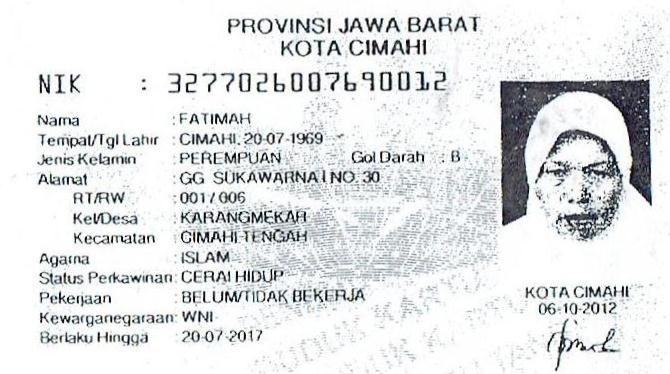 PROVINSI JAWA BARAT
KOTA CIMAHI
NIK : 3277026007690012
Nama : FATIMAH
Tempat/Tgl Lahir : CIMAHI, 20-07-1969
Jenis Kelamin : PEREMPUAN Gol Darah : B
Alamat : GG SUKAWARNA I NO. 30
RT/RW : 001/006
Kel/Desa : KARANGMEKAR
Kecamatan : CIMAHI TENGAH
Agama : ISLAM
Status Perkawinan: CERAI HIDUP
Pekerjaan : BELUM/TIDAK BEKERJA
Kewarganegaraan: WNI
Berlaku Hingga : 20-07-2017
KOTA CIMAHI
06-10-2012